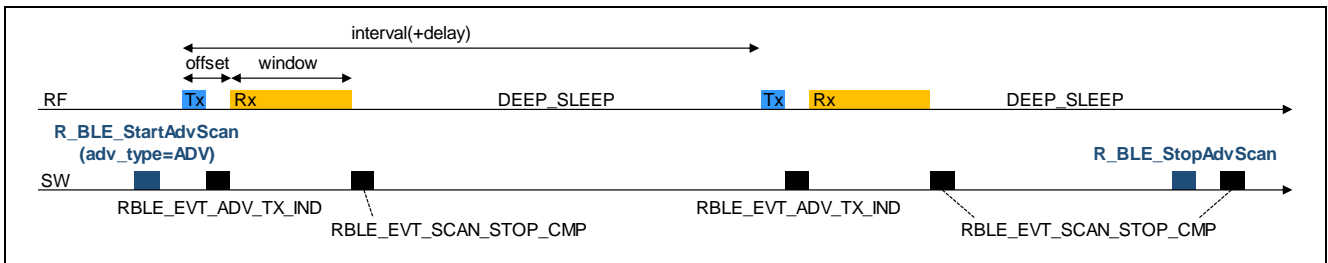 interval(+delay)
offset window
RF Tx Rx DEEP_SLEEP Tx Rx DEEP_SLEEP
R_BLE_StartAdvScan
(adv_type=ADV)
R_BLE_StopAdvScan
SW
RBLE_EVT_ADV_TX_IND RBLE_EVT_ADV_TX_IND
RBLE_EVT_SCAN_STOP_CMP RBLE_EVT_SCAN_STOP_CMP